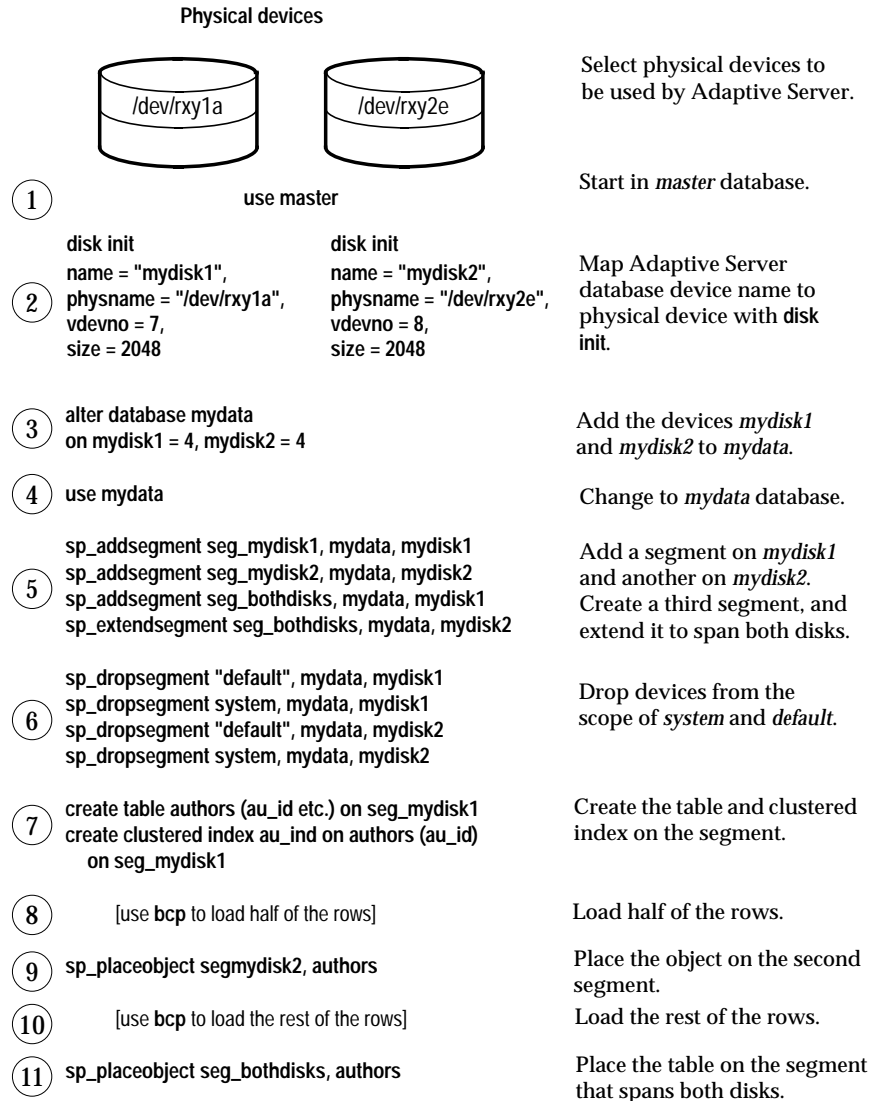 Physical devices
/dev/rxy1a
/dev/rxy2e
Select physical devices to
be used by Adaptive Server.
1
use master
Start in master database.
2
disk init
name = "mydisk1",
physname = "/dev/rxy1a",
vdevno = 7,
size = 2048
disk init
name = "mydisk2",
physname = "/dev/rxy2e",
vdevno = 8,
size = 2048
Map Adaptive Server
database device name to
physical device with disk
init.
3
alter database mydata
on mydisk1 = 4, mydisk2 = 4
Add the devices mydisk1
and mydisk2 to mydata.
4
use mydata
Change to mydata database.
5
sp_addsegment seg_mydisk1, mydata, mydisk1
sp_addsegment seg_mydisk2, mydata, mydisk2
sp_addsegment seg_bothdisks, mydata, mydisk1
sp_extendsegment seg_bothdisks, mydata, mydisk2
Add a segment on mydisk1
and another on mydisk2.
Create a third segment, and
extend it to span both disks.
6
sp_dropsegment "default", mydata, mydisk1
sp_dropsegment system, mydata, mydisk1
sp_dropsegment "default", mydata, mydisk2
sp_dropsegment system, mydata, mydisk2
Drop devices from the
scope of system and default.
7
create table authors (au_id etc.) on seg_mydisk1
create clustered index au_ind on authors (au_id)
on seg_mydisk1
Create the table and clustered
index on the segment.
8
[use bcp to load half of the rows]
Load half of the rows.
9
sp_placeobject segmydisk2, authors
Place the object on the second
segment.
10
[use bcp to load the rest of the rows]
Load the rest of the rows.
11
sp_placeobject seg_bothdisks, authors
Place the table on the segment
that spans both disks.